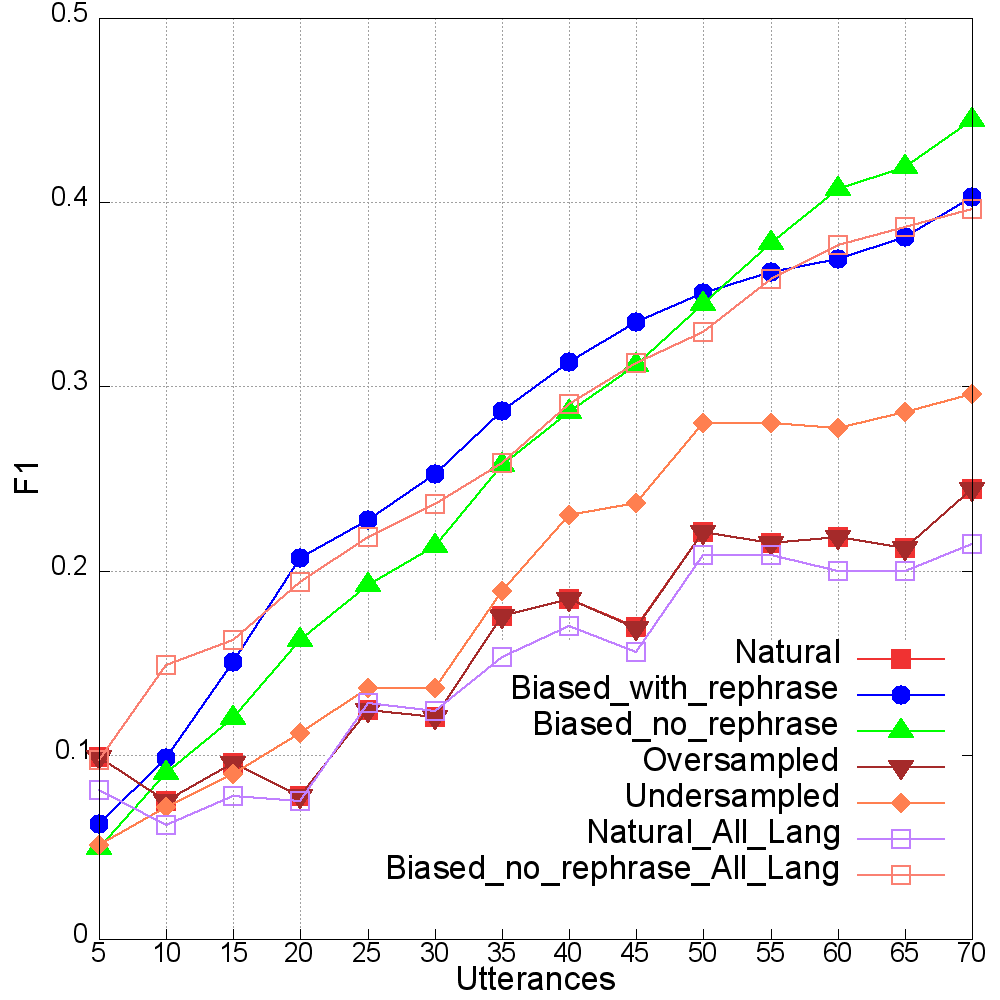 0.5
0.4
0.3
0.2
0.1
0
F1
Natural
Biased_with_rephrase
Biased_no_rephrase
Oversampled
Undersampled
Natural_All_Lang
Biased_no_rephrase_All_Lang
5 10 15 20 25 30 35 40 45 50 55 60 65 70
Utterances